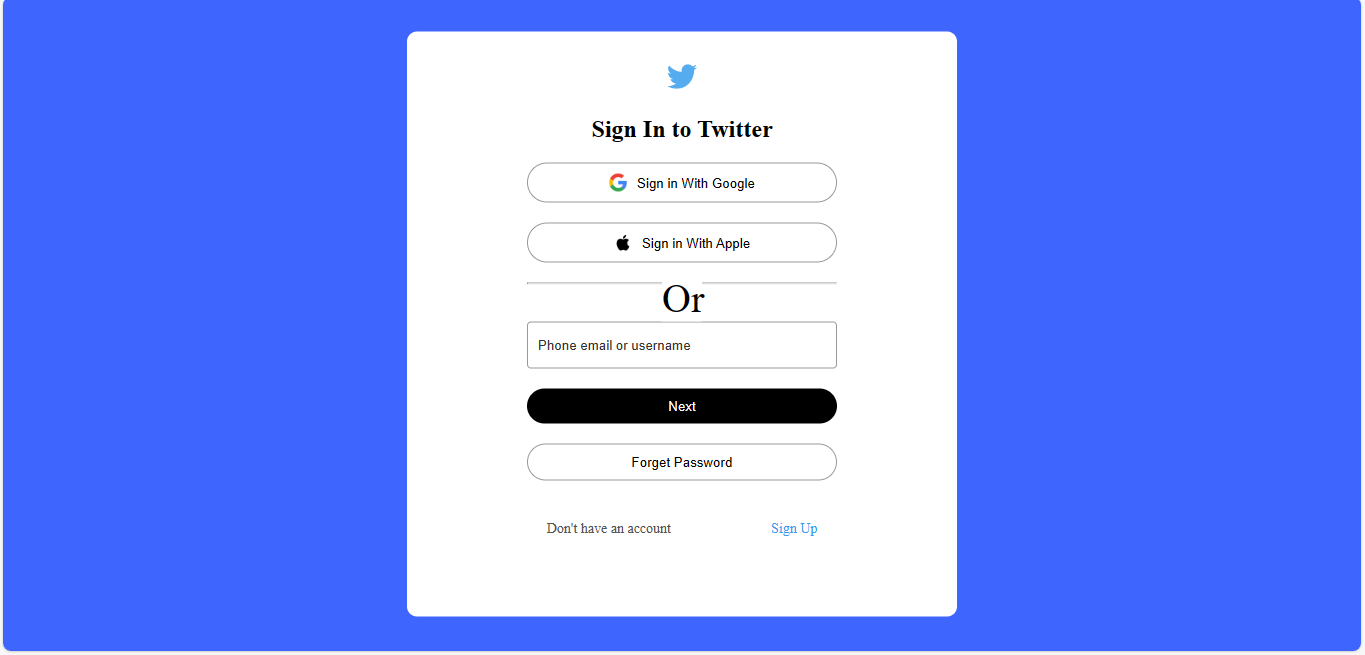 Sign In to Twitter
Sign in With Google
Sign in With Apple
Or
Phone email or username
Next
Forget Password
Don't have an account Sign Up